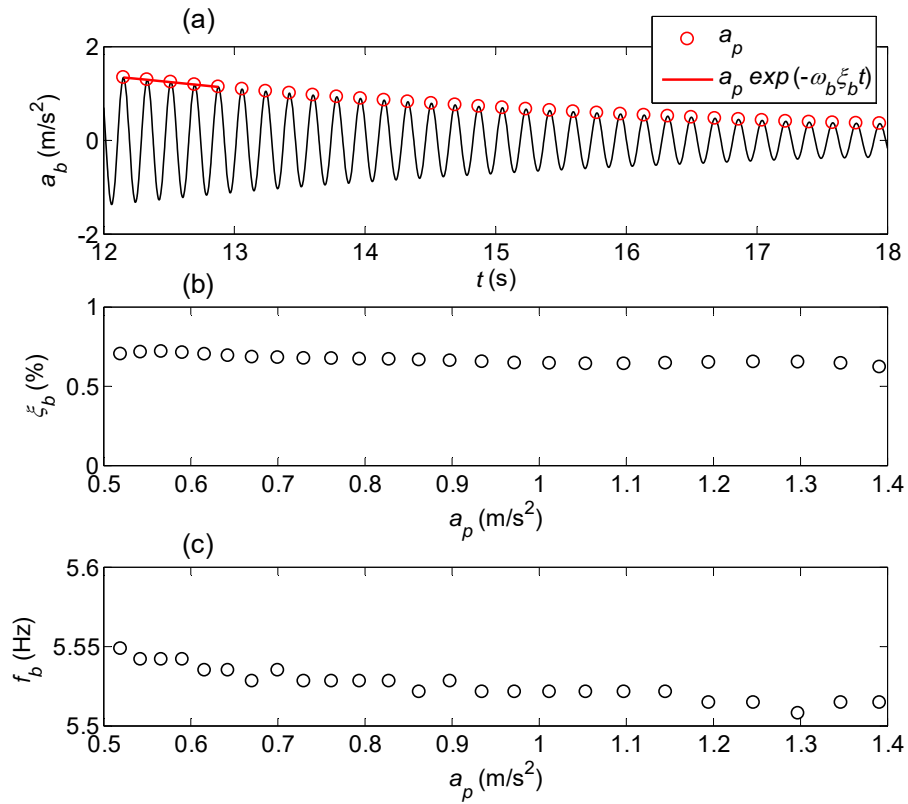 (a)
a_p
a_p exp (-ω_b ξ_b t)
2
0
-2
a_b (m/s²)
12 13 14 15 16 17 18
t (s)
(b)
1
0.5
0
ξ_b (%)
0.5 0.6 0.7 0.8 0.9 1 1.1 1.2 1.3 1.4
a_p (m/s²)
(c)
5.6
5.55
5.5
f_b (Hz)
0.5 0.6 0.7 0.8 0.9 1 1.1 1.2 1.3 1.4
a_p (m/s²)